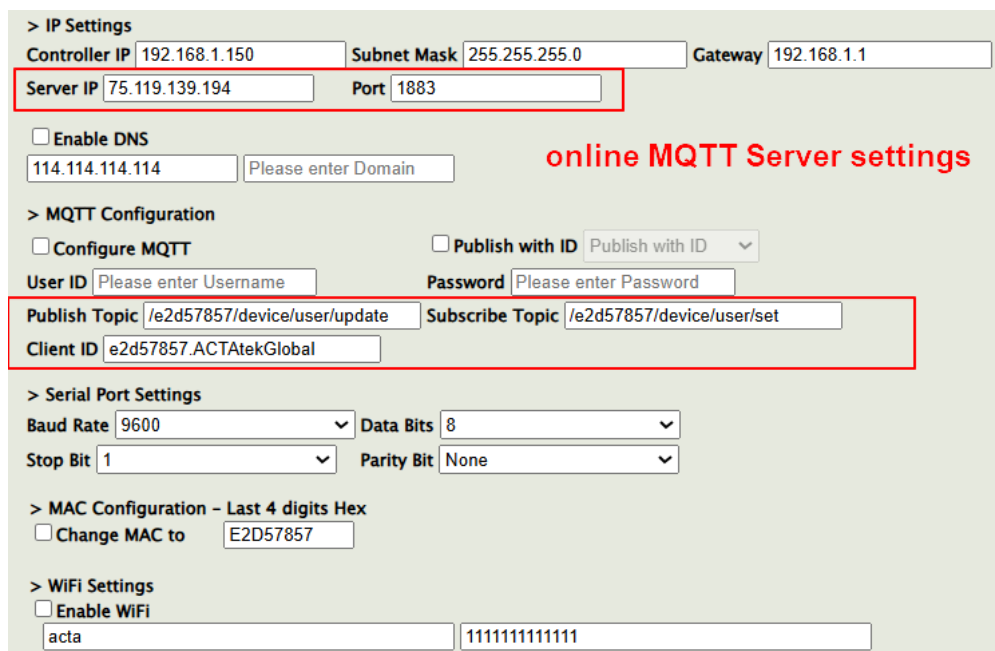 > IP Settings
Controller IP 192.168.1.150 Subnet Mask 255.255.255.0 Gateway 192.168.1.1
Server IP 75.119.139.194 Port 1883
Enable DNS
114.114.114.114 Please enter Domain
online MQTT Server settings
> MQTT Configuration
Configure MQTT Publish with ID Publish with ID
User ID Please enter Username Password Please enter Password
Publish Topic /e2d57857/device/user/update Subscribe Topic /e2d57857/device/user/set
Client ID e2d57857.ACTAtekGlobal
> Serial Port Settings
Baud Rate 9600 Data Bits 8
Stop Bit 1 Parity Bit None
> MAC Configuration – Last 4 digits Hex
Change MAC to E2D57857
> WiFi Settings
Enable WiFi
acta 1111111111111